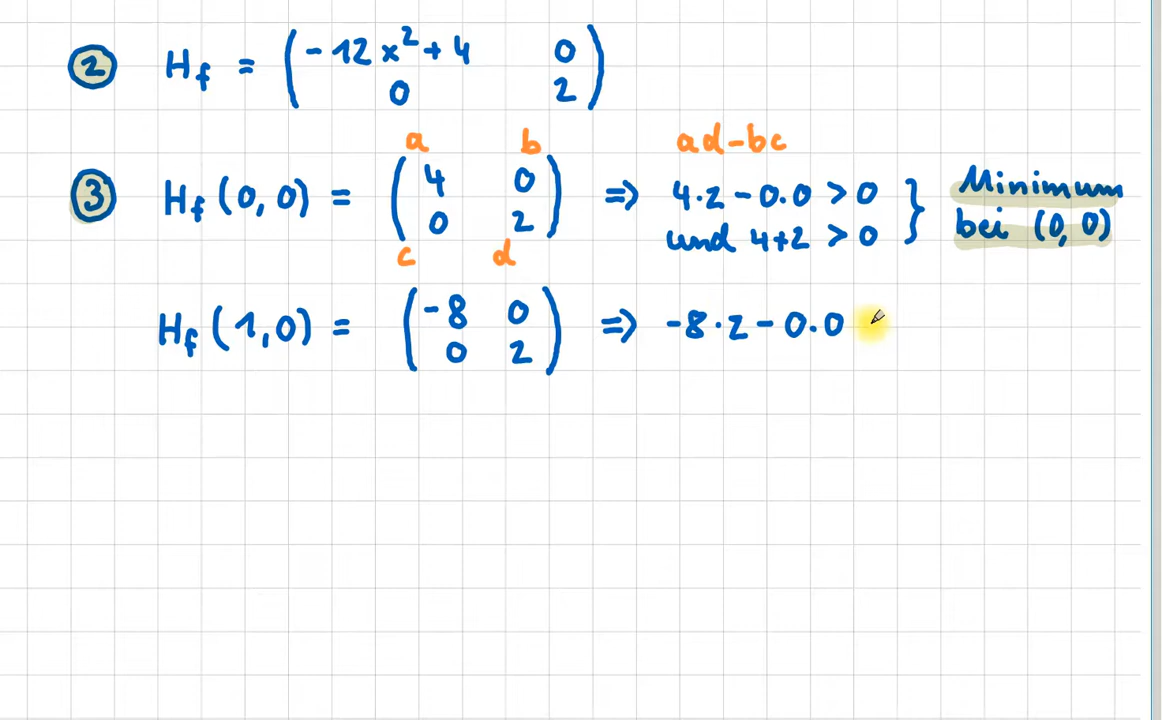 2 H_f = ( -12x² + 4 0
0 2 )
a b ad-bc
3 H_f (0,0) = ( 4 0 ⇒ 4·2 - 0·0 > 0 } Minimum
0 2 ) und 4+2 > 0 bei (0,0)
c d
H_f (1,0) = ( -8 0 ⇒ -8·2 - 0·0
0 2 )